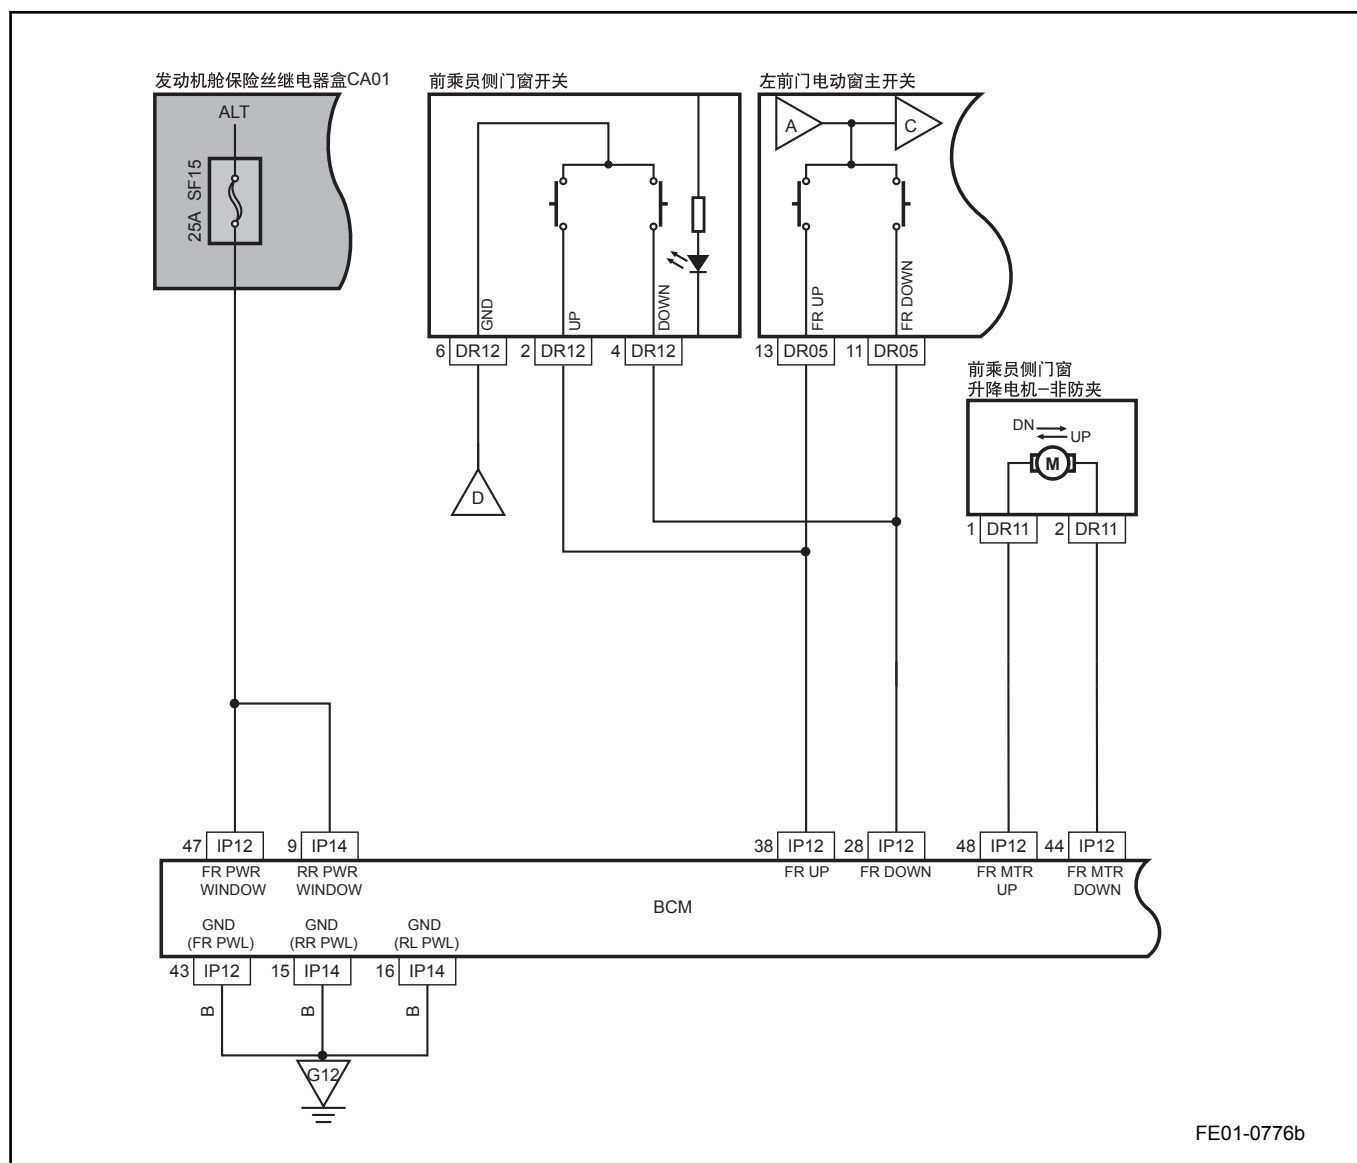 发动机舱保险丝继电器盒CA01
ALT
25A SF15
前乘员侧门窗开关
GND
UP
DOWN
6 DR12
2 DR12
4 DR12
D
左前门电动窗主开关
A
C
FR UP
FR DOWN
13 DR05
11 DR05
前乘员侧门窗
升降电机-非防夹
DN
UP
M
1 DR11
2 DR11
47 IP12
9 IP14
38 IP12
28 IP12
48 IP12
44 IP12
FR PWR
WINDOW
RR PWR
WINDOW
FR UP
FR DOWN
FR MTR
UP
FR MTR
DOWN
BCM
GND
(FR PWL)
GND
(RR PWL)
GND
(RL PWL)
43 IP12
15 IP14
16 IP14
B
B
B
G12
FE01-0776b